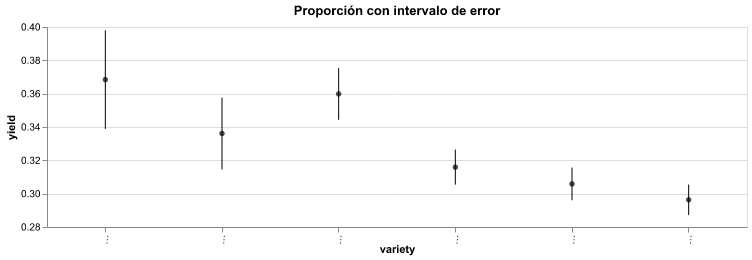 Proporción con intervalo de error
0.40
0.38
0.36
0.34
0.32
0.30
0.28
yield
… … … … … …
variety